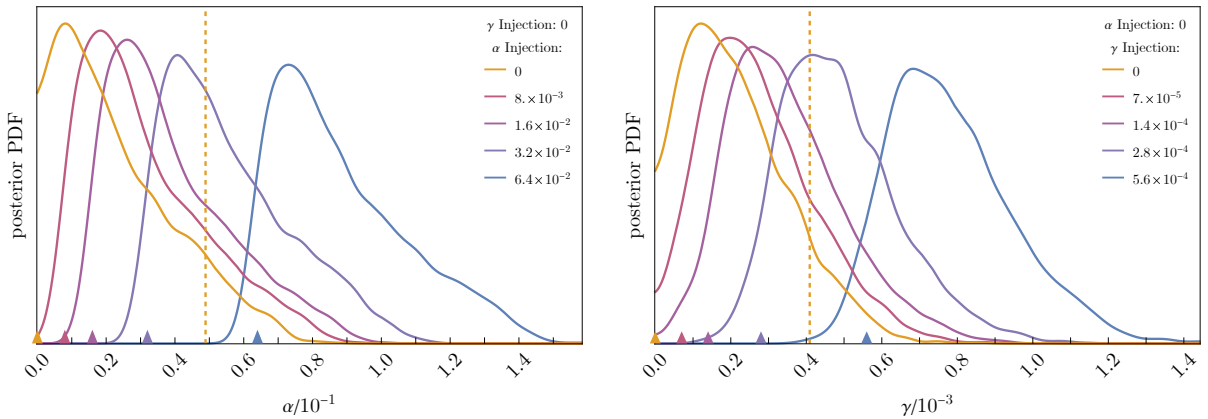 posterior PDF
γ Injection: 0
α Injection:
0
8.×10⁻³
1.6×10⁻²
3.2×10⁻²
6.4×10⁻²
0.0 0.2 0.4 0.6 0.8 1.0 1.2 1.4
α/10⁻¹
posterior PDF
α Injection: 0
γ Injection:
0
7.×10⁻⁵
1.4×10⁻⁴
2.8×10⁻⁴
5.6×10⁻⁴
0.0 0.2 0.4 0.6 0.8 1.0 1.2 1.4
γ/10⁻³